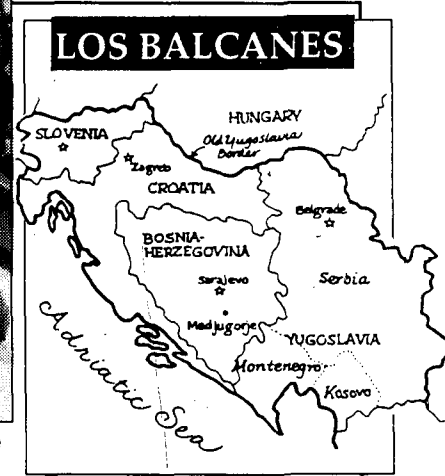 LOS BALCANES
HUNGARY
SLOVENIA
Old Yugoslavia
Border
Zagreb
CROATIA
Belgrade
BOSNIA-
HERZEGOVINA
Sarajevo
Serbia
Medjugorje
YUGOSLAVIA
Montenegro
Kosovo
Adriatic Sea